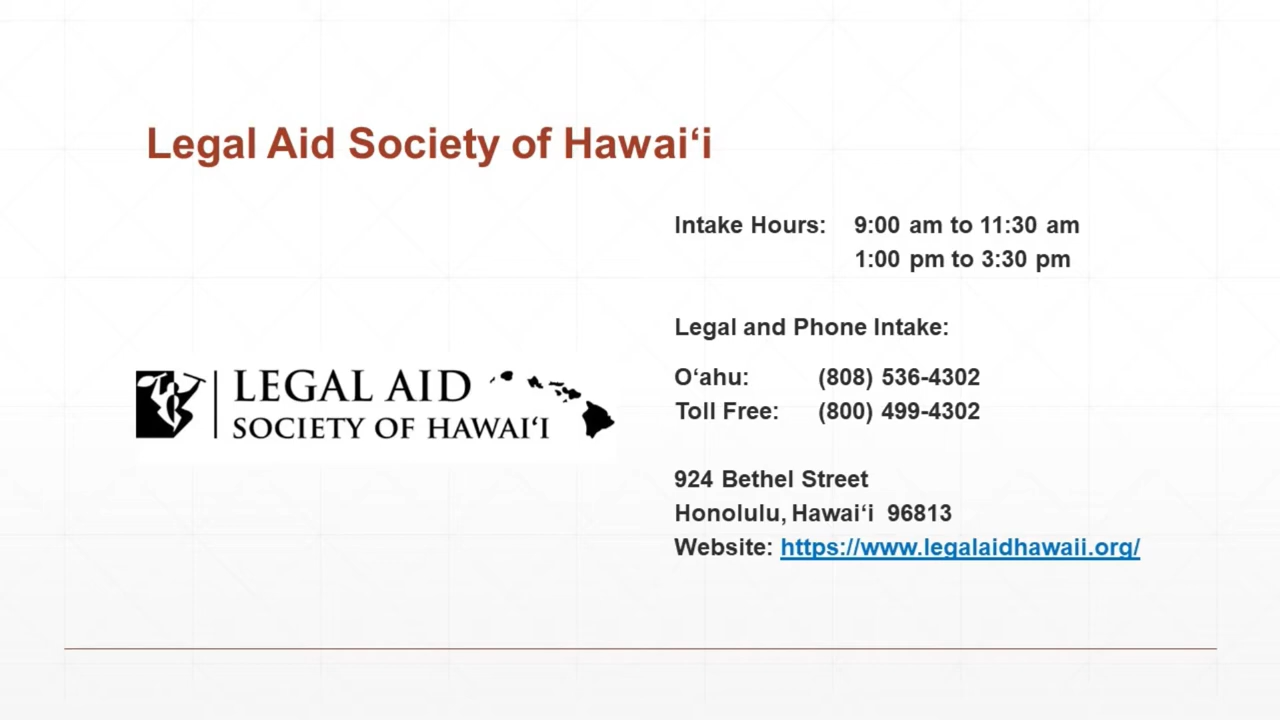 Legal Aid Society of Hawaiʻi
Intake Hours: 9:00 am to 11:30 am
1:00 pm to 3:30 pm
Legal and Phone Intake:
Oʻahu: (808) 536-4302
Toll Free: (800) 499-4302
LEGAL AID
SOCIETY OF HAWAIʻI
924 Bethel Street
Honolulu, Hawaiʻi 96813
Website: https://www.legalaidhawaii.org/